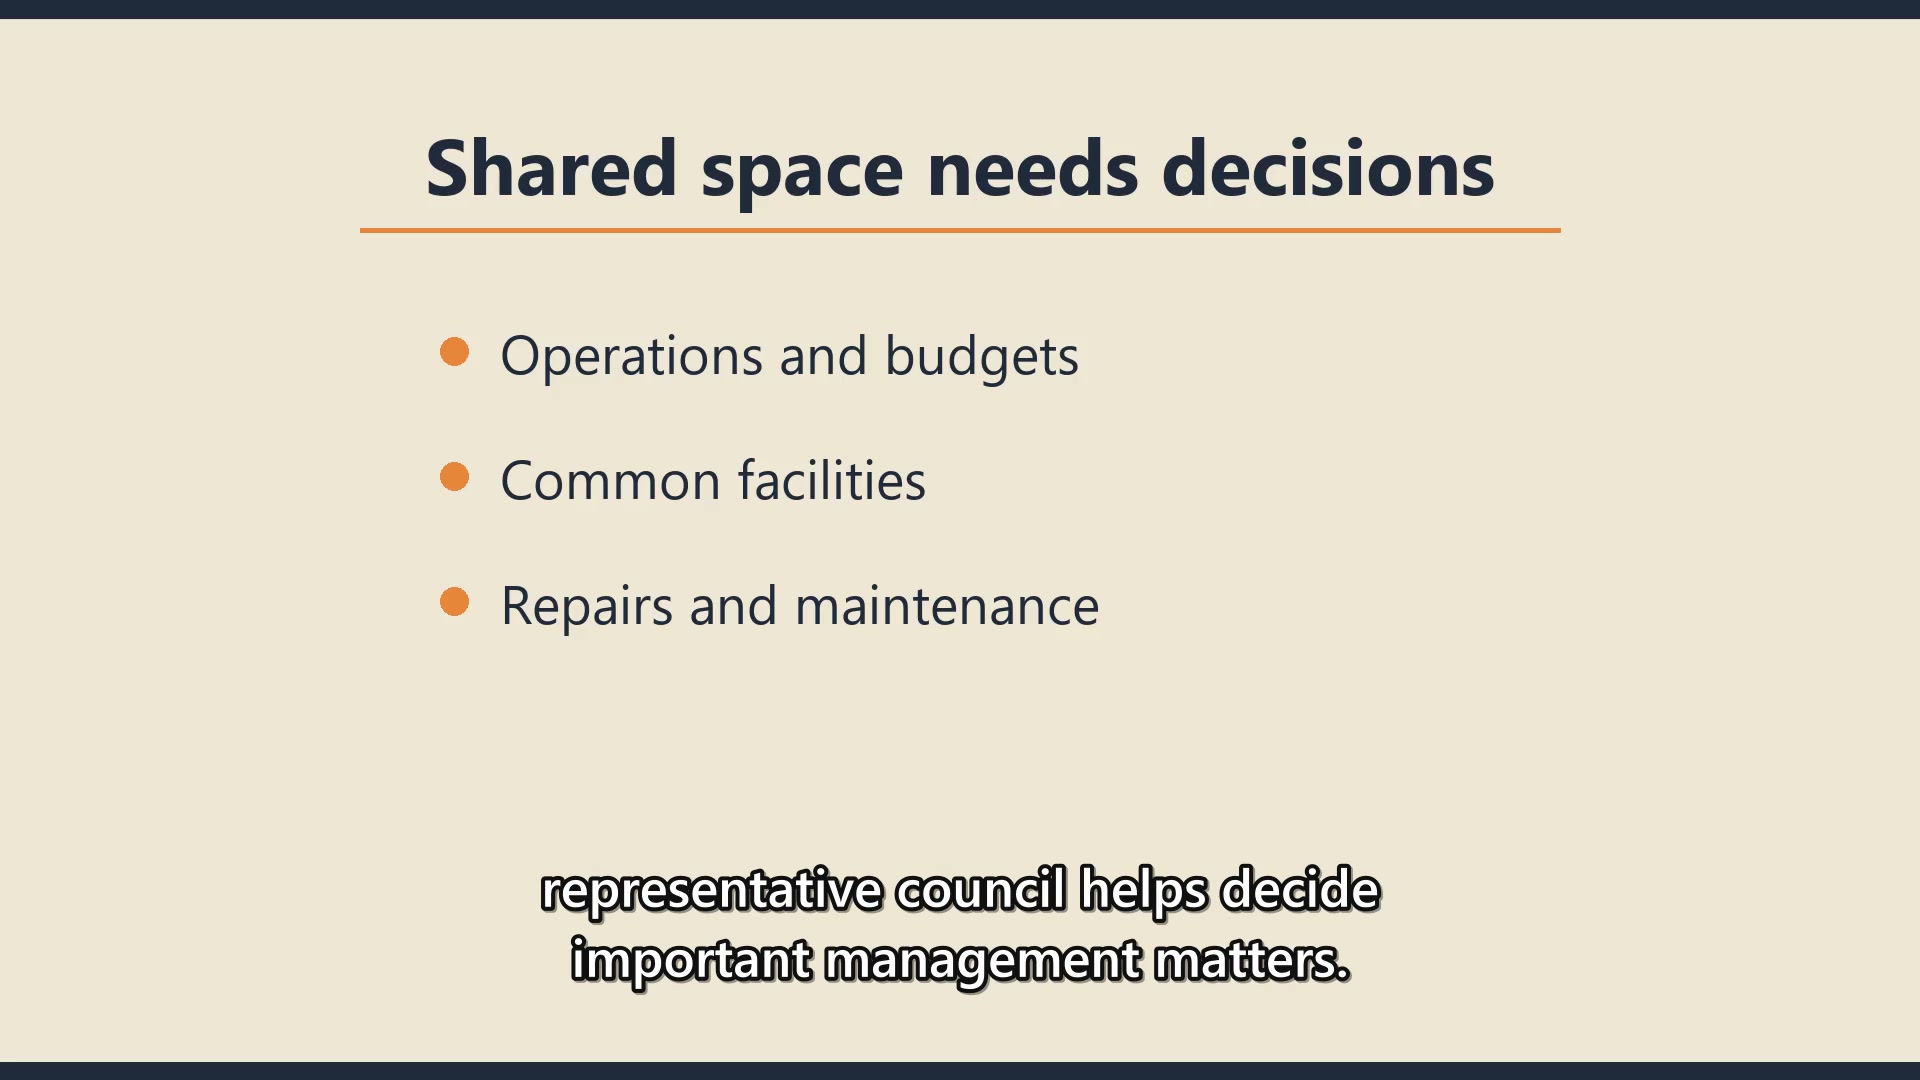 Shared space needs decisions
Operations and budgets
Common facilities
Repairs and maintenance
representative council helps decide
important management matters.